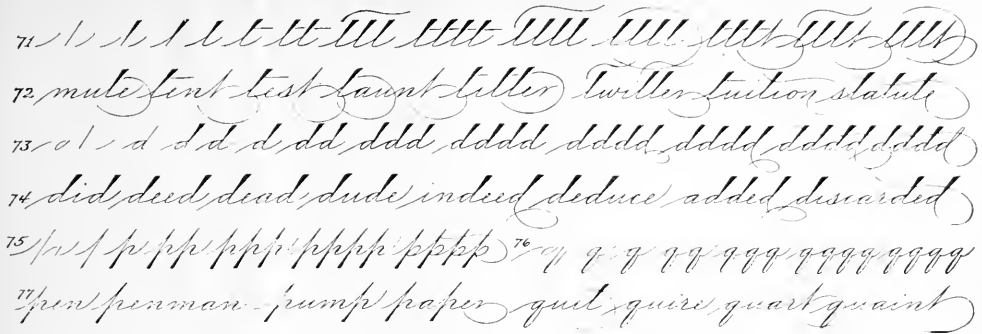 71 t t tt ttt tttt tttt tttt tttt tttt tttt
72 mute tent test taunt titter twitter tuition statute
73 d d d d dd ddd dddd dddd dddd dddd dddd
74 did deed dead dude indeed deduce added discarded
75 p pp ppp pppp pppp 76 q q q qq qqq qqqq qqqq
77 pen penman pump paper quit quire quart quaint